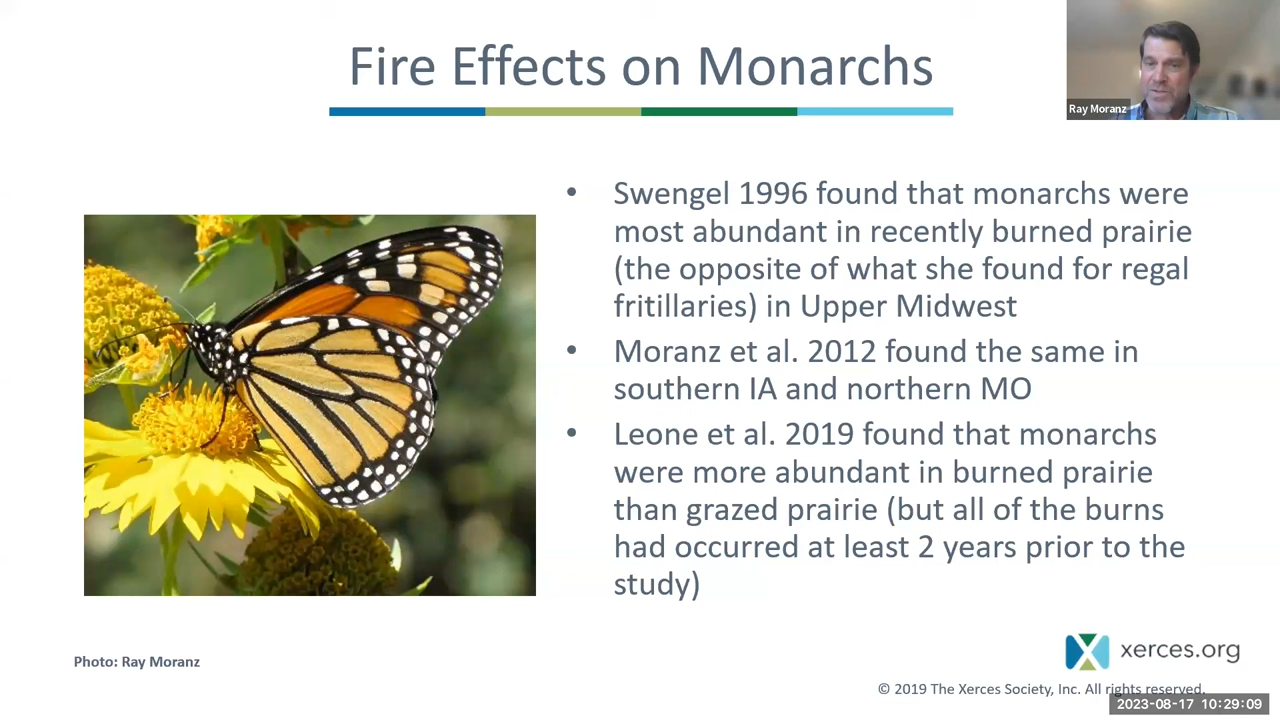 Fire Effects on Monarchs
Ray Moranz
• Swengel 1996 found that monarchs were
most abundant in recently burned prairie
(the opposite of what she found for regal
fritillaries) in Upper Midwest
• Moranz et al. 2012 found the same in
southern IA and northern MO
• Leone et al. 2019 found that monarchs
were more abundant in burned prairie
than grazed prairie (but all of the burns
had occurred at least 2 years prior to the
study)
Photo: Ray Moranz
xerces.org
© 2019 The Xerces Society, Inc. All rights reserved.
2023-08-17 10:29:09